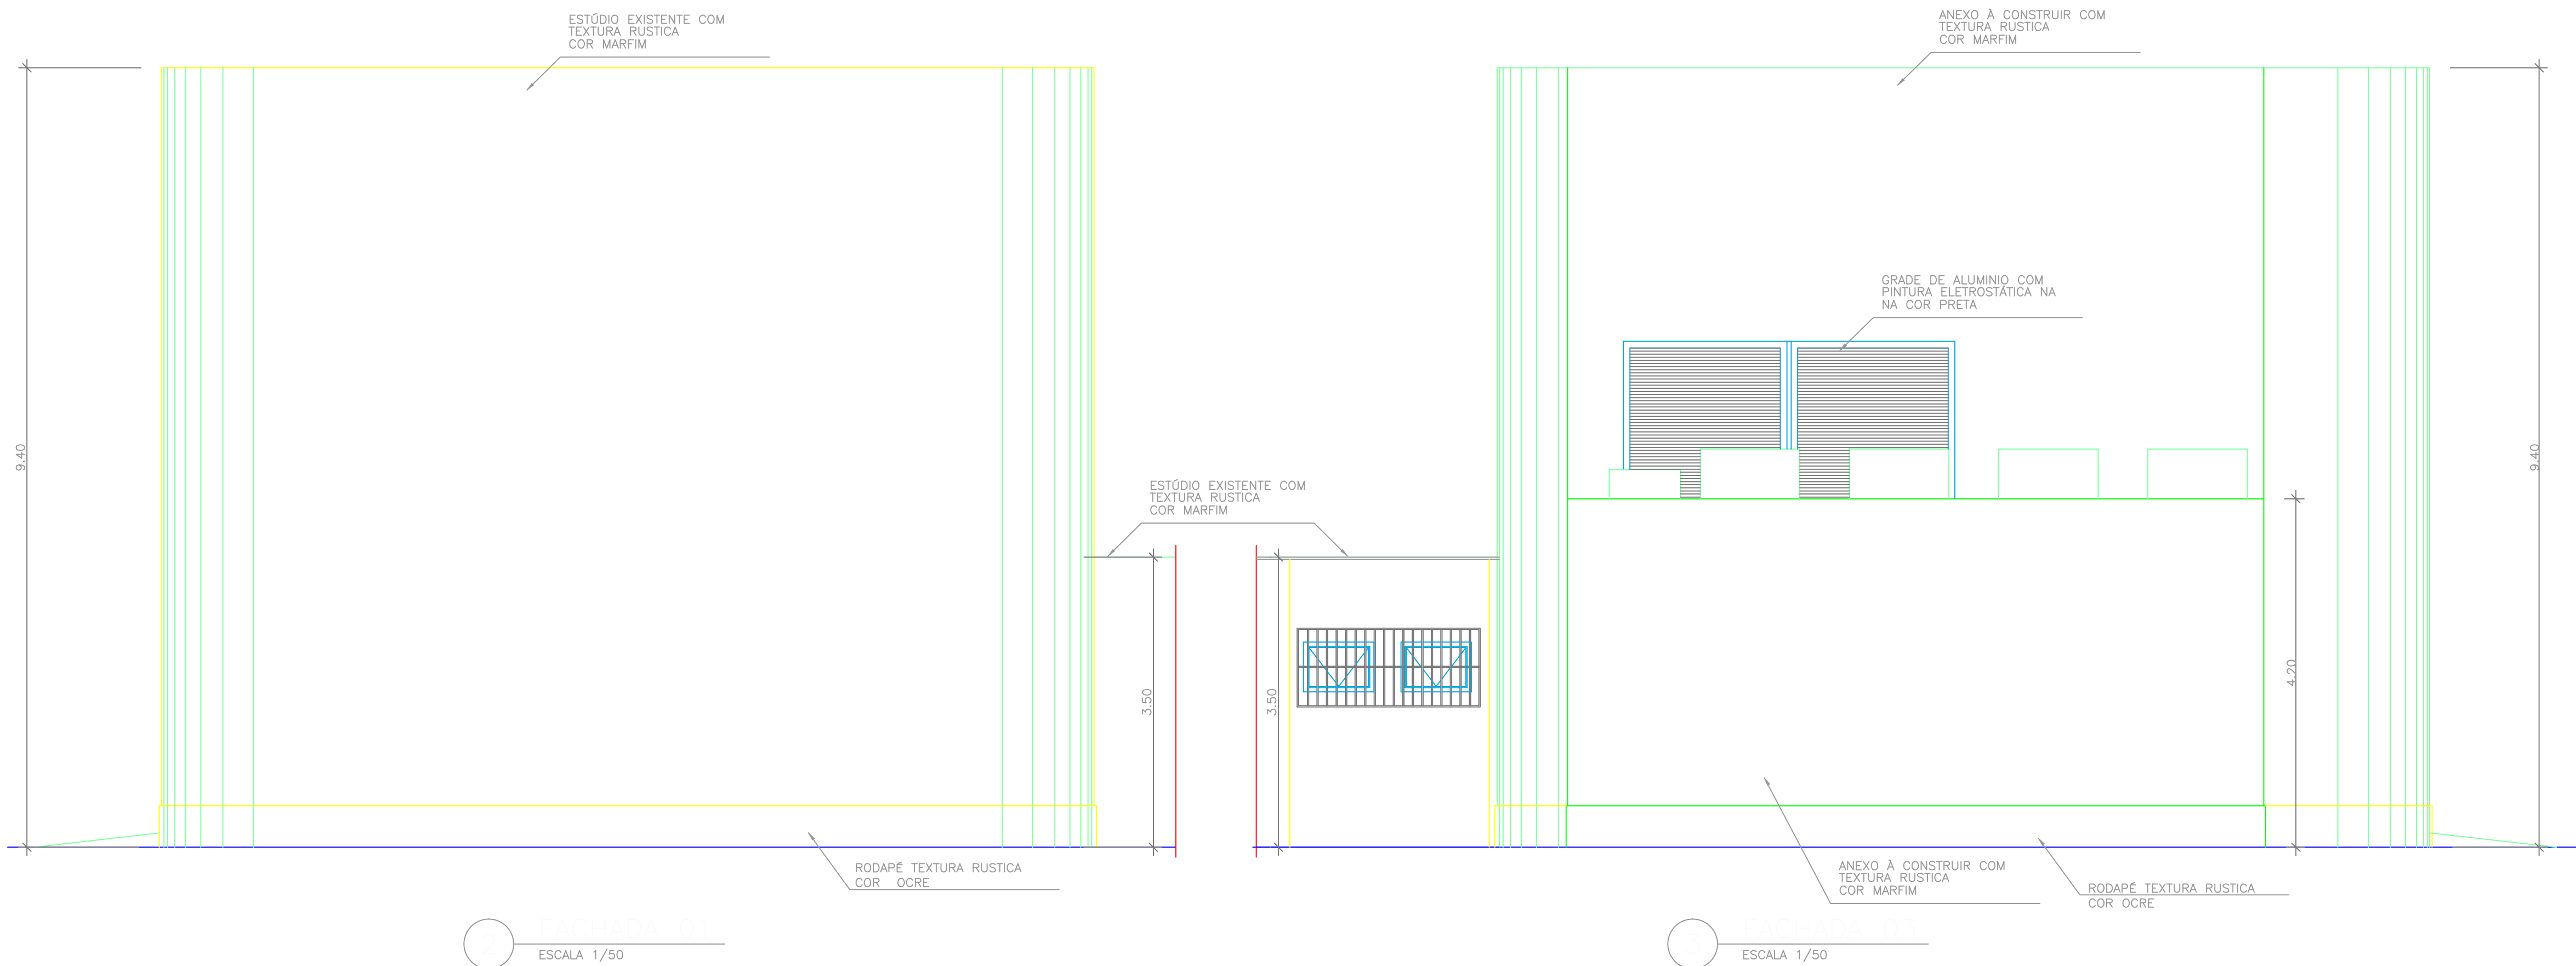 ESTÚDIO EXISTENTE COM
TEXTURA RUSTICA
COR MARFIM
ANEXO À CONSTRUIR COM
TEXTURA RUSTICA
COR MARFIM
GRADE DE ALUMINIO COM
PINTURA ELETROSTÁTICA NA
NA COR PRETA
9.40
9.40
ESTÚDIO EXISTENTE COM
TEXTURA RUSTICA
COR MARFIM
3.50
3.50
4.20
RODAPÉ TEXTURA RUSTICA
COR OCRE
ANEXO À CONSTRUIR COM
TEXTURA RUSTICA
COR MARFIM
RODAPÉ TEXTURA RUSTICA
COR OCRE
2
FACHADA 01
ESCALA 1/50
FACHADA 03
ESCALA 1/50